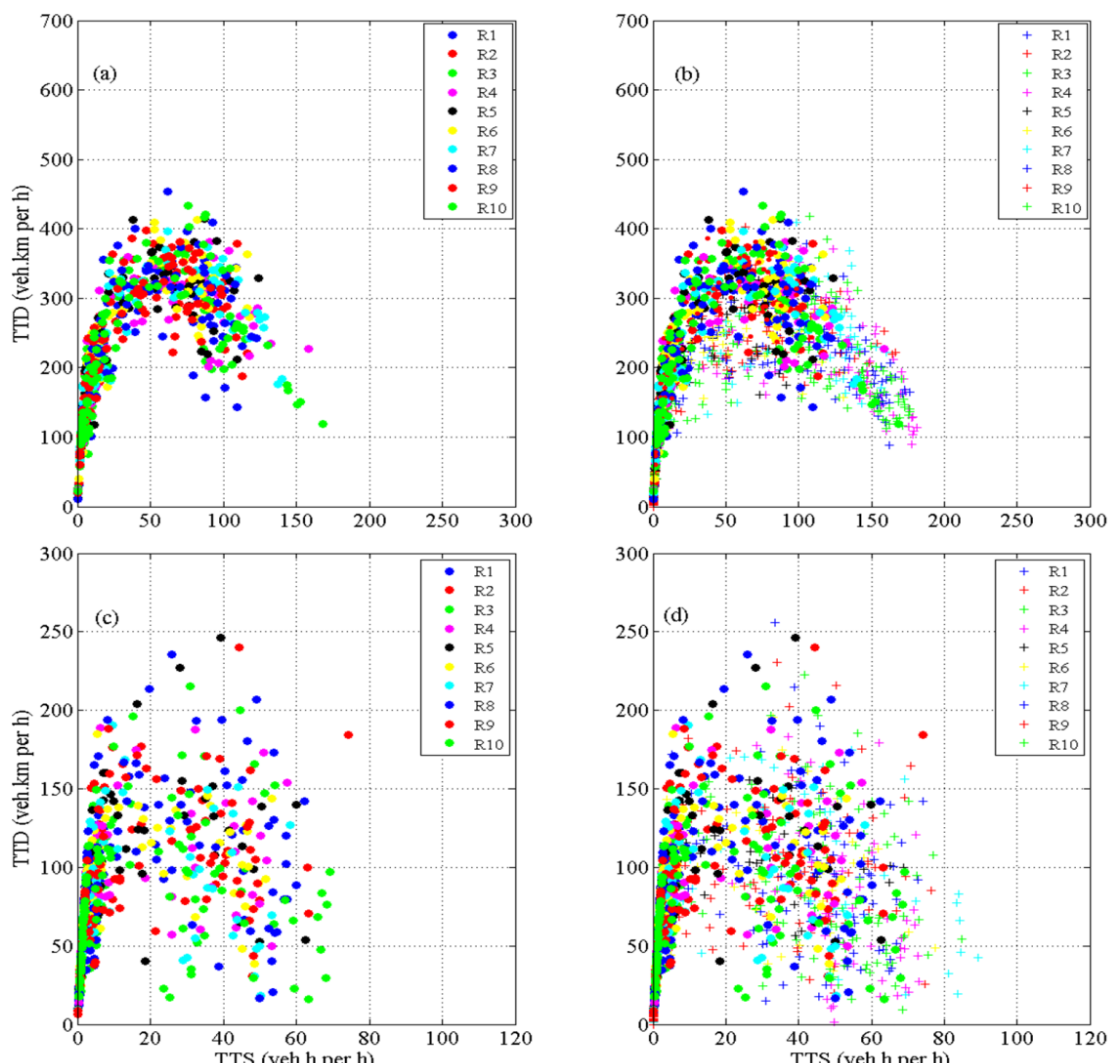 700
600
500
400
300
200
100
0
TTD (veh.km per h)
(a)
R1
R2
R3
R4
R5
R6
R7
R8
R9
R10
0 50 100 150 200 250 300
700
600
500
400
300
200
100
0
(b)
R1
R2
R3
R4
R5
R6
R7
R8
R9
R10
0 50 100 150 200 250 300
300
250
200
150
100
50
0
TTD (veh.km per h)
(c)
R1
R2
R3
R4
R5
R6
R7
R8
R9
R10
0 20 40 60 80 100 120
TTS (veh.h per h)
300
250
200
150
100
50
0
(d)
R1
R2
R3
R4
R5
R6
R7
R8
R9
R10
0 20 40 60 80 100 120
TTS (veh.h per h)